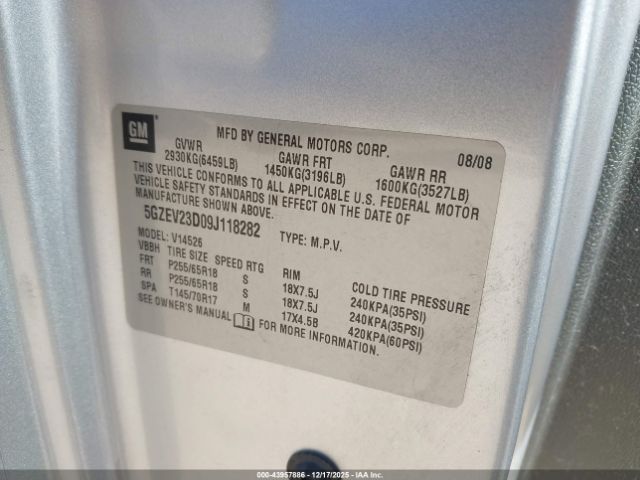 GM
MFD BY GENERAL MOTORS CORP. 08/08
GVWR GAWR FRT GAWR RR
2930KG(6459LB) 1450KG(3196LB) 1600KG(3527LB)
THIS VEHICLE CONFORMS TO ALL APPLICABLE U.S. FEDERAL MOTOR
VEHICLE SAFETY STANDARDS IN EFFECT ON THE DATE OF
MANUFACTURE SHOWN ABOVE.
5GZEV23D09J118282 TYPE: M.P.V.
MODEL: V14526
VBBH TIRE SIZE SPEED RTG RIM COLD TIRE PRESSURE
FRT P255/65R18 S 18X7.5J 240KPA(35PSI)
RR P255/65R18 S 18X7.5J 240KPA(35PSI)
SPA T145/70R17 M 17X4.5B 420KPA(60PSI)
SEE OWNER'S MANUAL FOR MORE INFORMATION.
000-43957886 | 12/17/2025 | IAA Inc.